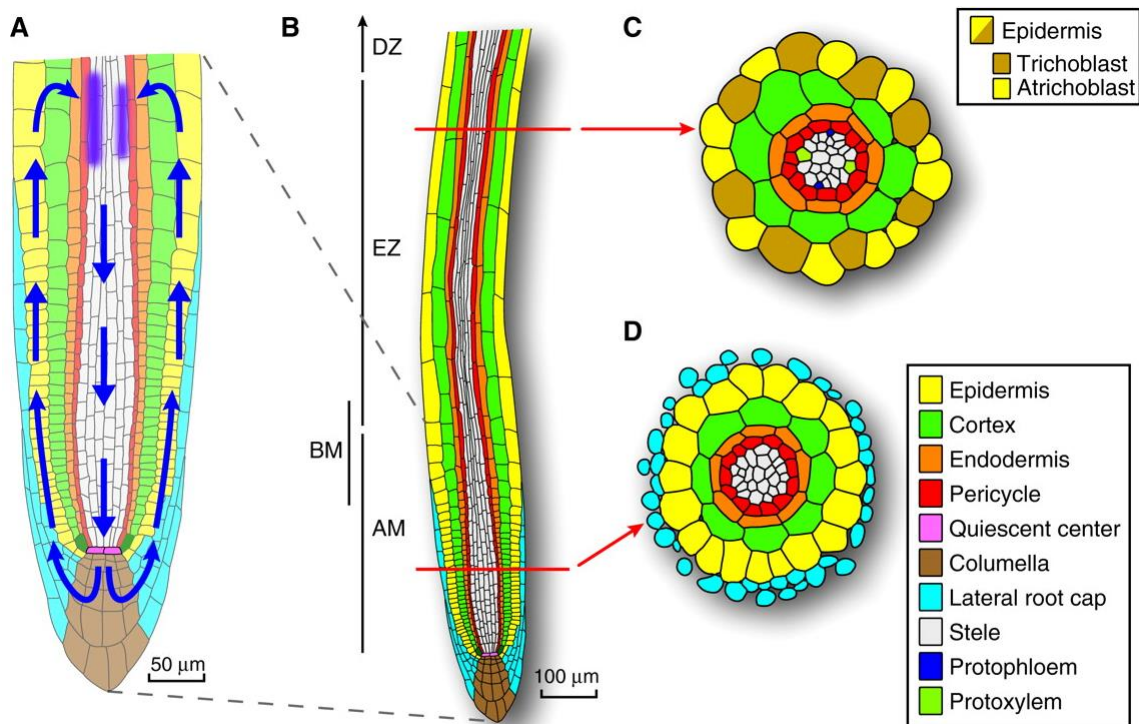 A
B
C
D
DZ
EZ
BM
AM
50 μm
100 μm
Epidermis
Trichoblast
Atrichoblast
Epidermis
Cortex
Endodermis
Pericycle
Quiescent center
Columella
Lateral root cap
Stele
Protophloem
Protoxylem